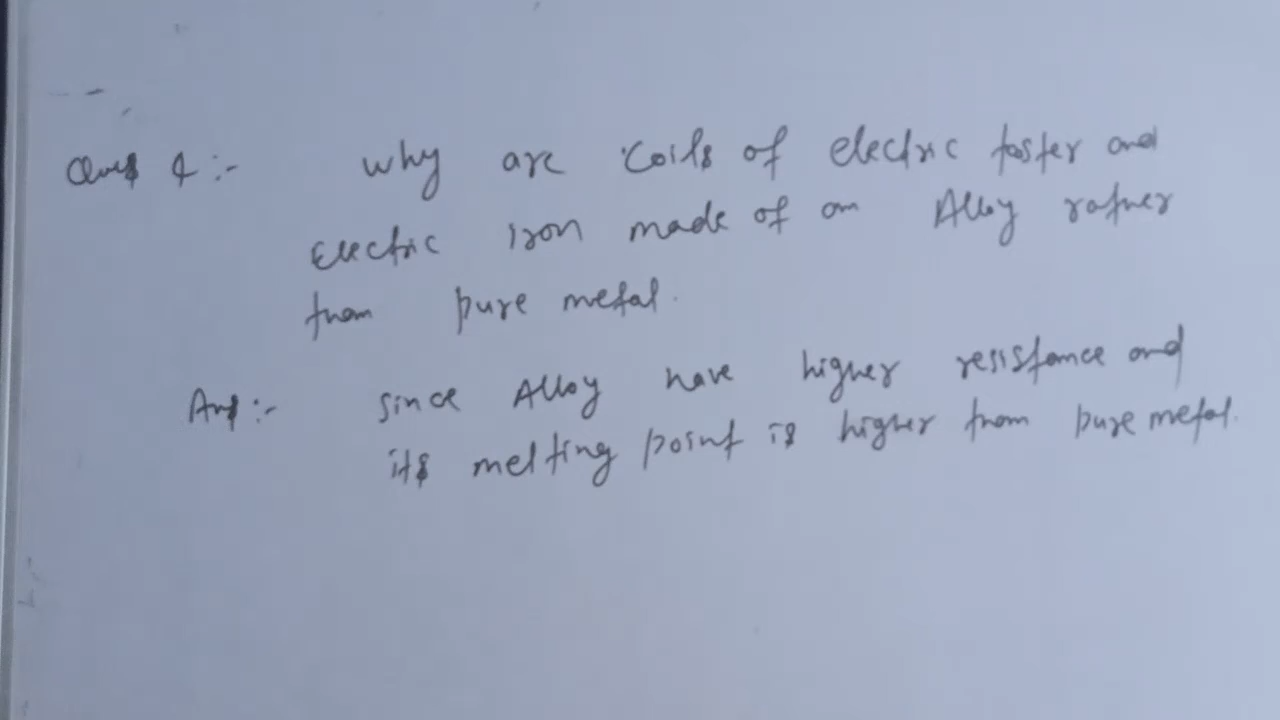 Ques 4 :- Why are coils of electric toster and
Electric iron made of an Alloy rather
than pure metal.
Ans :- Since Alloy have higher resistance and
its melting point is higher than pure metal.